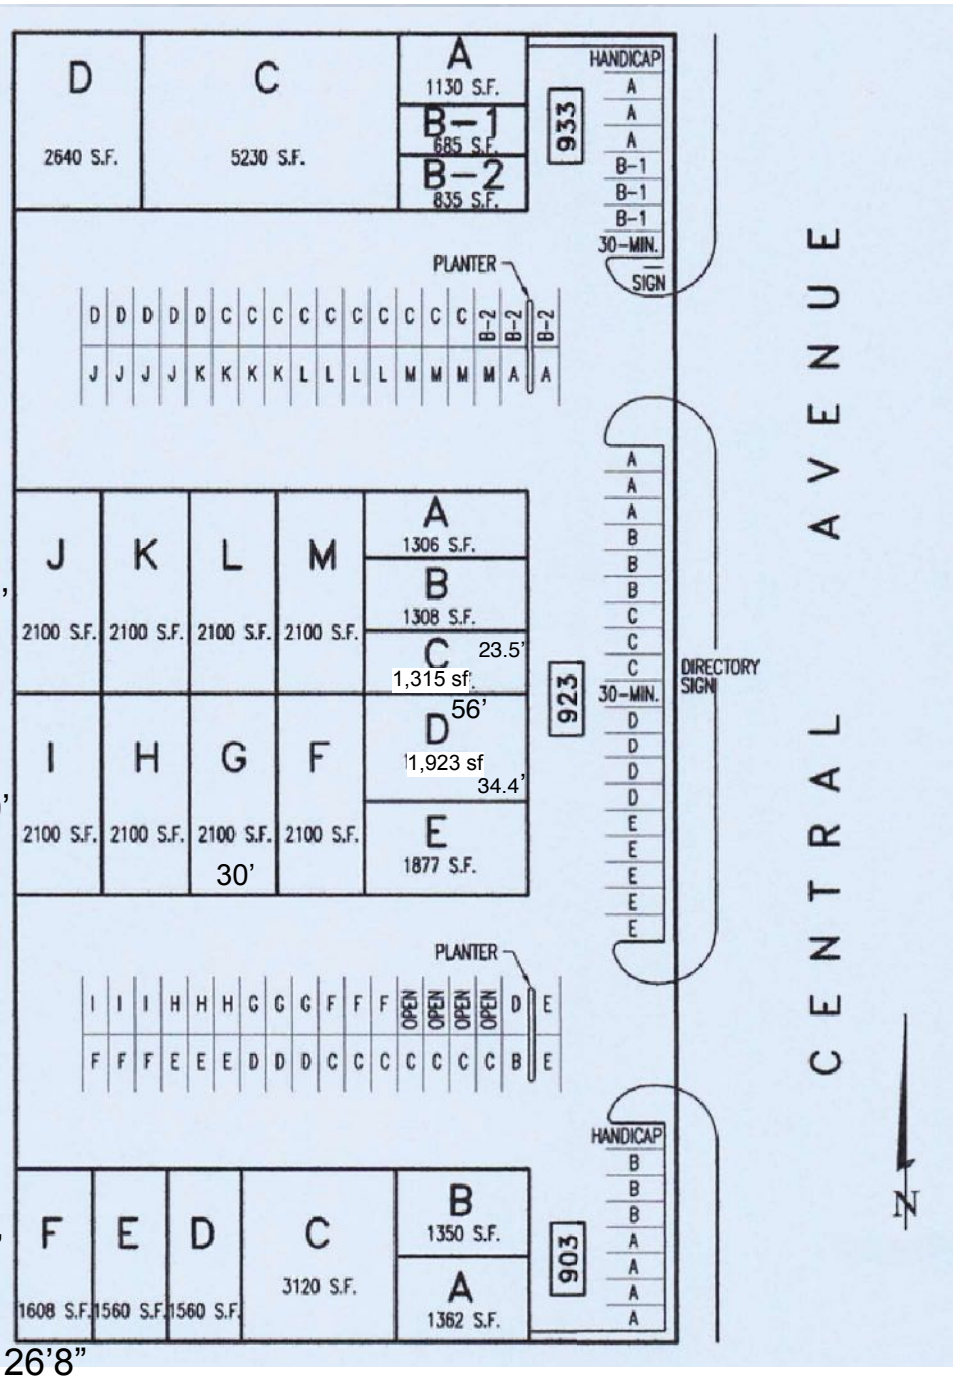 D
2640 S.F.
C
5230 S.F.
A
1130 S.F.
B-1
685 S.F.
B-2
835 S.F.
933
HANDICAP
A
A
A
B-1
B-1
B-1
30-MIN.
SIGN
PLANTER
D D D D D C C C C C C C C C C B-2 B-2 B-2
J J J J K K K K L L L L M M M M A A
J
2100 S.F.
K
2100 S.F.
L
2100 S.F.
M
2100 S.F.
A
1306 S.F.
B
1308 S.F.
C
23.5'
1,315 sf
56'
I
2100 S.F.
H
2100 S.F.
G
2100 S.F.
30'
F
2100 S.F.
D
1,923 sf
34.4'
E
1877 S.F.
923
A
A
A
B
B
B
C
C
C
30-MIN.
D
D
D
D
E
E
E
E
E
DIRECTORY
SIGN
CENTRAL AVENUE
PLANTER
I I I H H H G G G F F F OPEN OPEN OPEN OPEN D E
F F F E E E D D D C C C C C C C B E
F
1608 S.F.
E
1560 S.F.
D
1560 S.F.
C
3120 S.F.
B
1350 S.F.
A
1362 S.F.
903
HANDICAP
B
B
B
A
A
A
A
N
26'8"